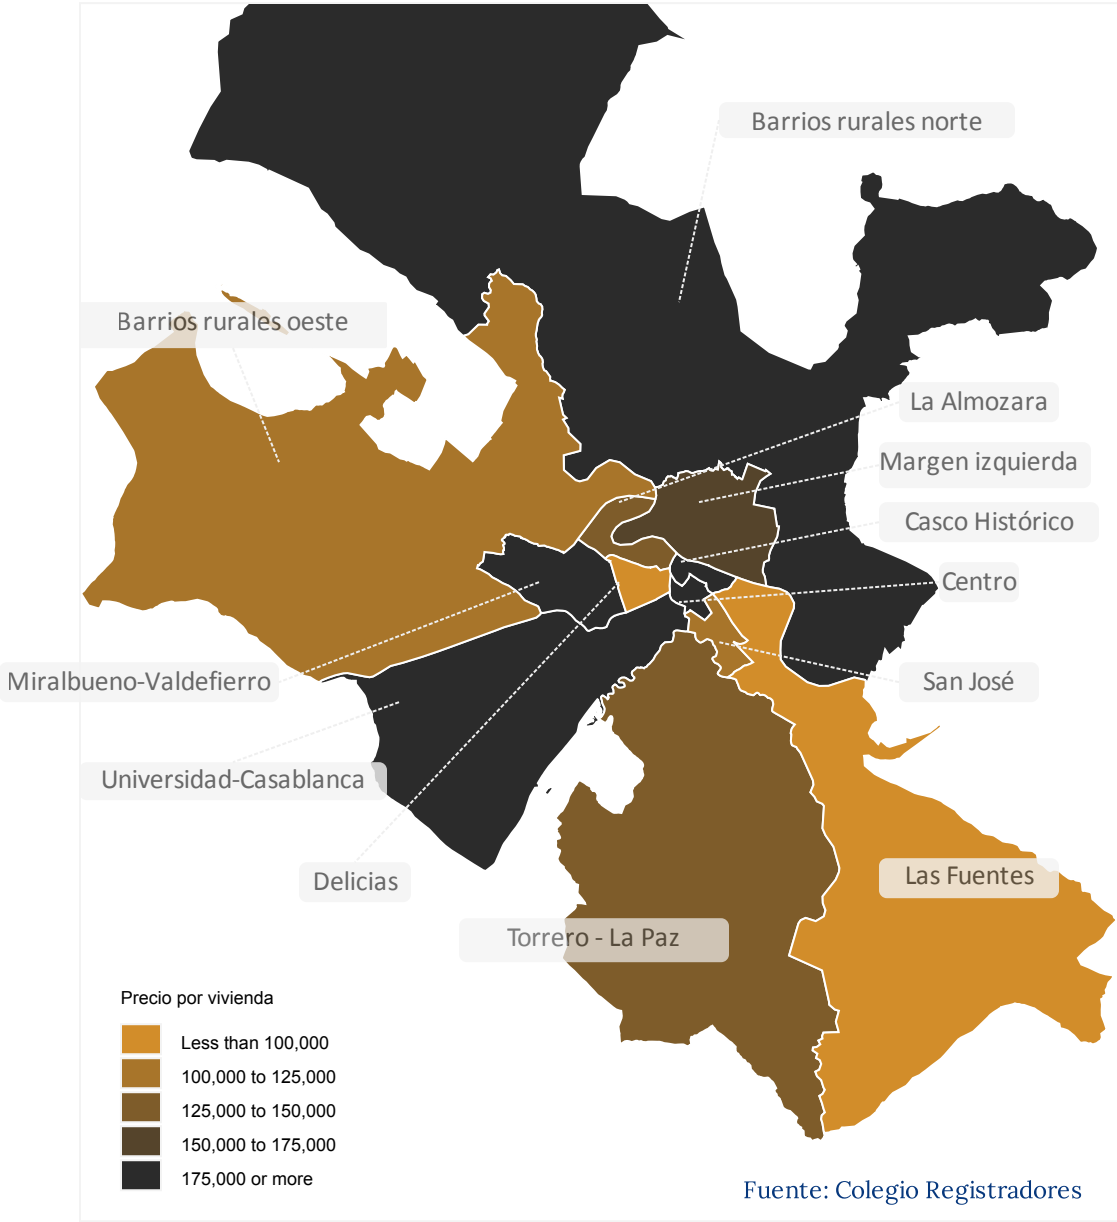 Barrios rurales norte
Barrios rurales oeste
La Almozara
Margen izquierda
Casco Histórico
Centro
Miralbueno-Valdefierro
San José
Universidad-Casablanca
Delicias
Las Fuentes
Torrero - La Paz
Precio por vivienda
Less than 100,000
100,000 to 125,000
125,000 to 150,000
150,000 to 175,000
175,000 or more
Fuente: Colegio Registradores